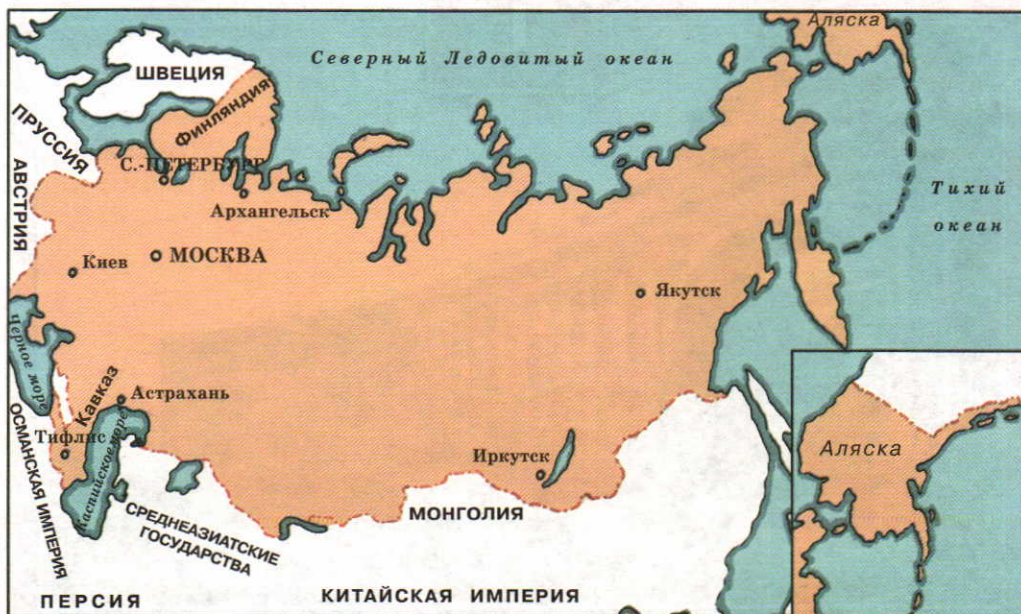 Аляска
Северный Ледовитый океан
ШВЕЦИЯ
Финляндия
ПРУССИЯ
С.-ПЕТЕРБУРГ
АВСТРИЯ
Архангельск
Тихий
океан
Киев
МОСКВА
Якутск
Черное море
Кавказ
Астрахань
ОСМАНСКАЯ ИМПЕРИЯ
Тифлис
Каспийское море
Иркутск
Аляска
СРЕДНЕАЗИАТСКИЕ
ГОСУДАРСТВА
МОНГОЛИЯ
ПЕРСИЯ
КИТАЙСКАЯ ИМПЕРИЯ